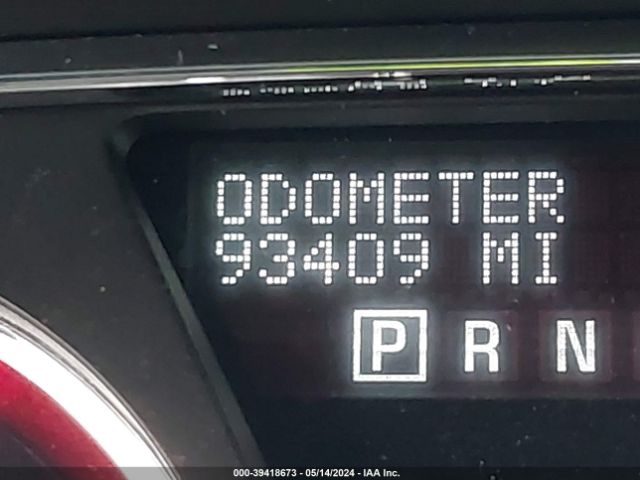 ODOMETER
93409 MI
P R N
000-39418673 - 05/14/2024 - IAA Inc.